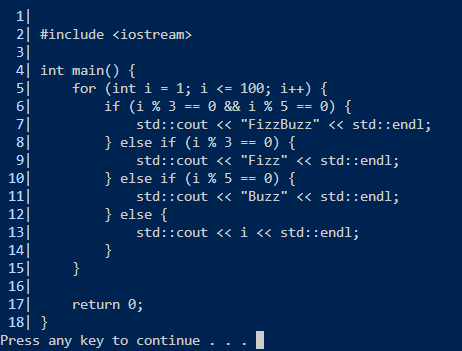 1|
 2| #include <iostream>
 3|
 4| int main() {
 5|     for (int i = 1; i <= 100; i++) {
 6|         if (i % 3 == 0 && i % 5 == 0) {
 7|             std::cout << "FizzBuzz" << std::endl;
 8|         } else if (i % 3 == 0) {
 9|             std::cout << "Fizz" << std::endl;
10|         } else if (i % 5 == 0) {
11|             std::cout << "Buzz" << std::endl;
12|         } else {
13|             std::cout << i << std::endl;
14|         }
15|     }
16|
17|     return 0;
18| }
Press any key to continue . . .